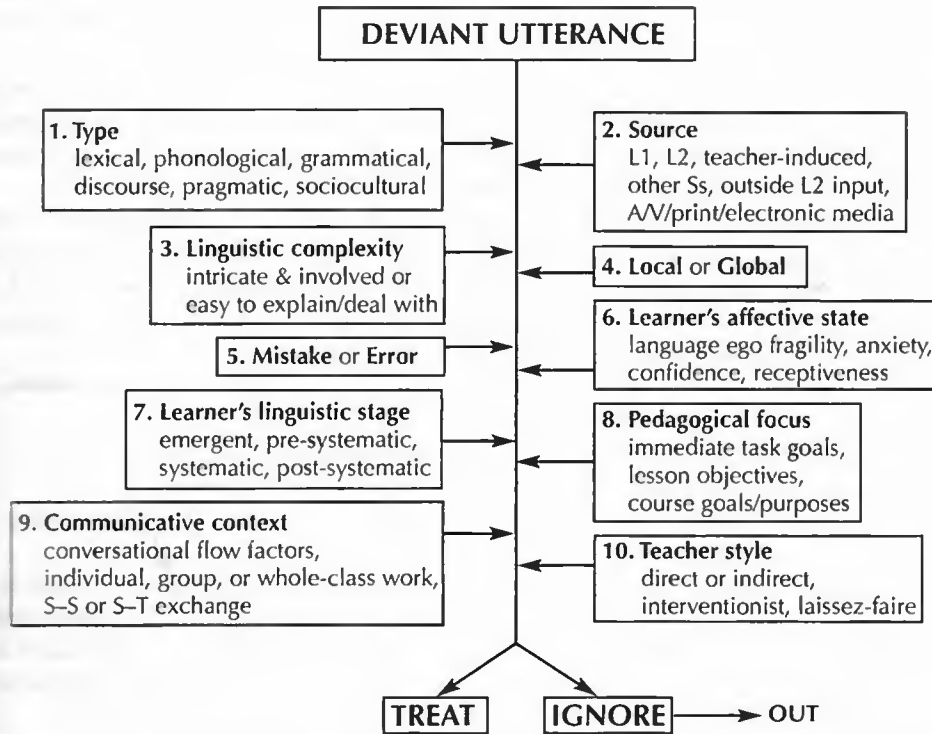 DEVIANT UTTERANCE
1. Type
lexical, phonological, grammatical,
discourse, pragmatic, sociocultural
2. Source
L1, L2, teacher-induced,
other Ss, outside L2 input,
A/V/print/electronic media
3. Linguistic complexity
intricate & involved or
easy to explain/deal with
4. Local or Global
5. Mistake or Error
6. Learner's affective state
language ego fragility, anxiety,
confidence, receptiveness
7. Learner's linguistic stage
emergent, pre-systematic,
systematic, post-systematic
8. Pedagogical focus
immediate task goals,
lesson objectives,
course goals/purposes
9. Communicative context
conversational flow factors,
individual, group, or whole-class work,
S–S or S–T exchange
10. Teacher style
direct or indirect,
interventionist, laissez-faire
TREAT
IGNORE
OUT